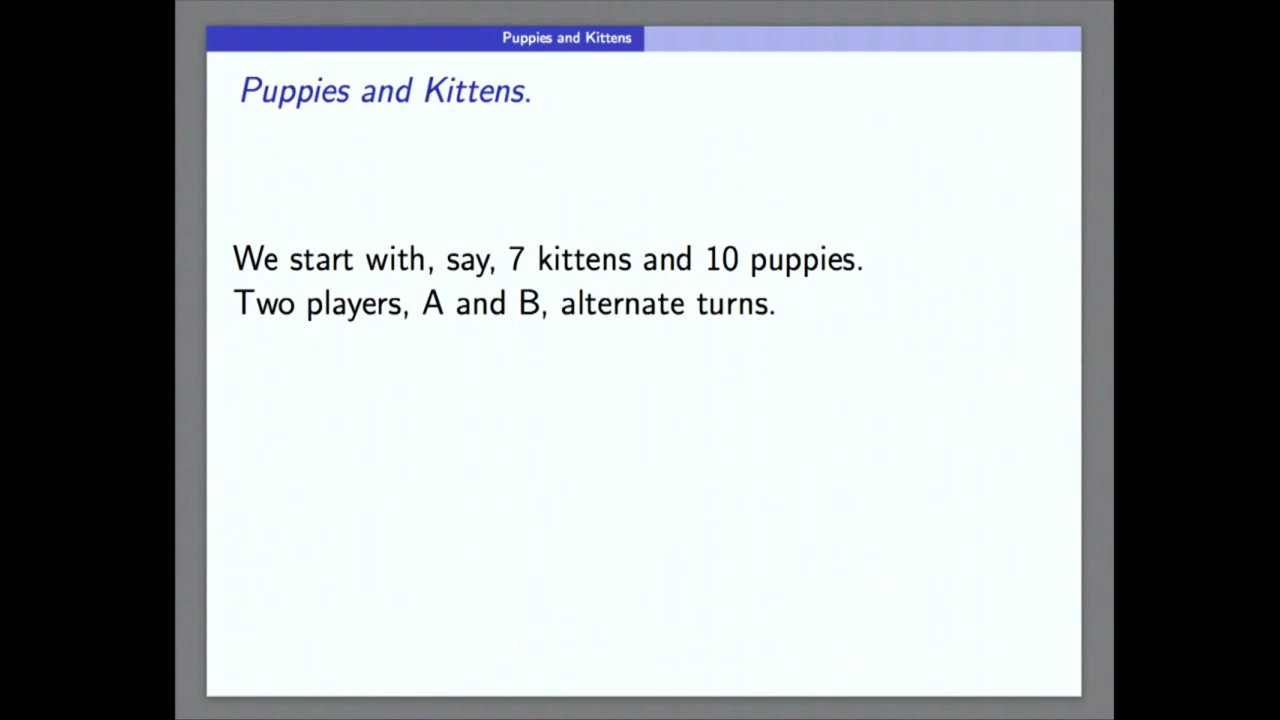 Puppies and Kittens
Puppies and Kittens.
We start with, say, 7 kittens and 10 puppies.
Two players, A and B, alternate turns.